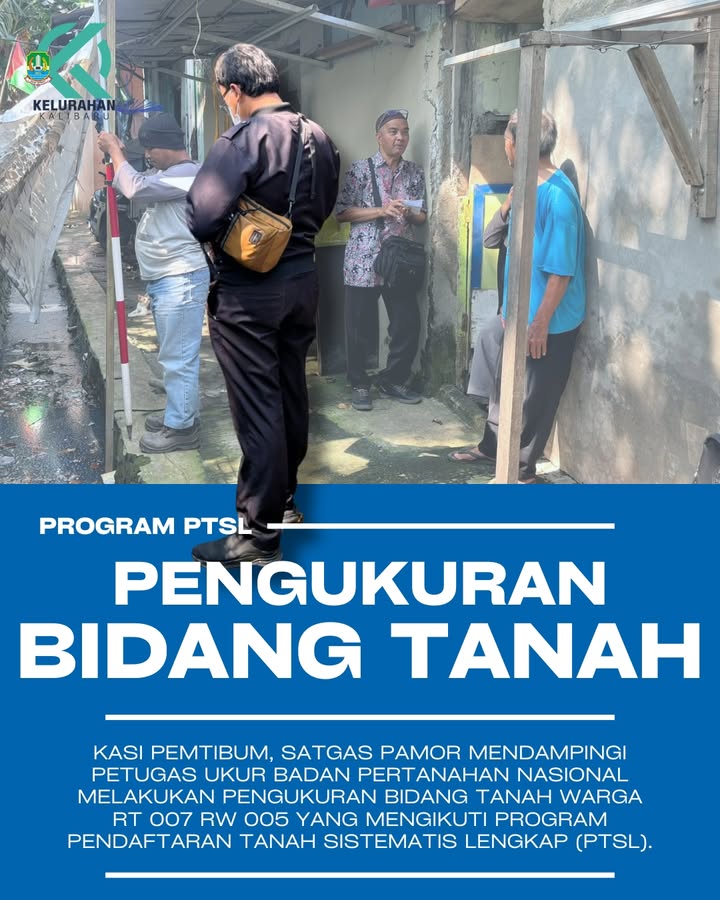 KELURAHAN
KALIBARU
PROGRAM PTSL
PENGUKURAN
BIDANG TANAH
KASI PEMTIBUM, SATGAS PAMOR MENDAMPINGI
PETUGAS UKUR BADAN PERTANAHAN NASIONAL
MELAKUKAN PENGUKURAN BIDANG TANAH WARGA
RT 007 RW 005 YANG MENGIKUTI PROGRAM
PENDAFTARAN TANAH SISTEMATIS LENGKAP (PTSL).